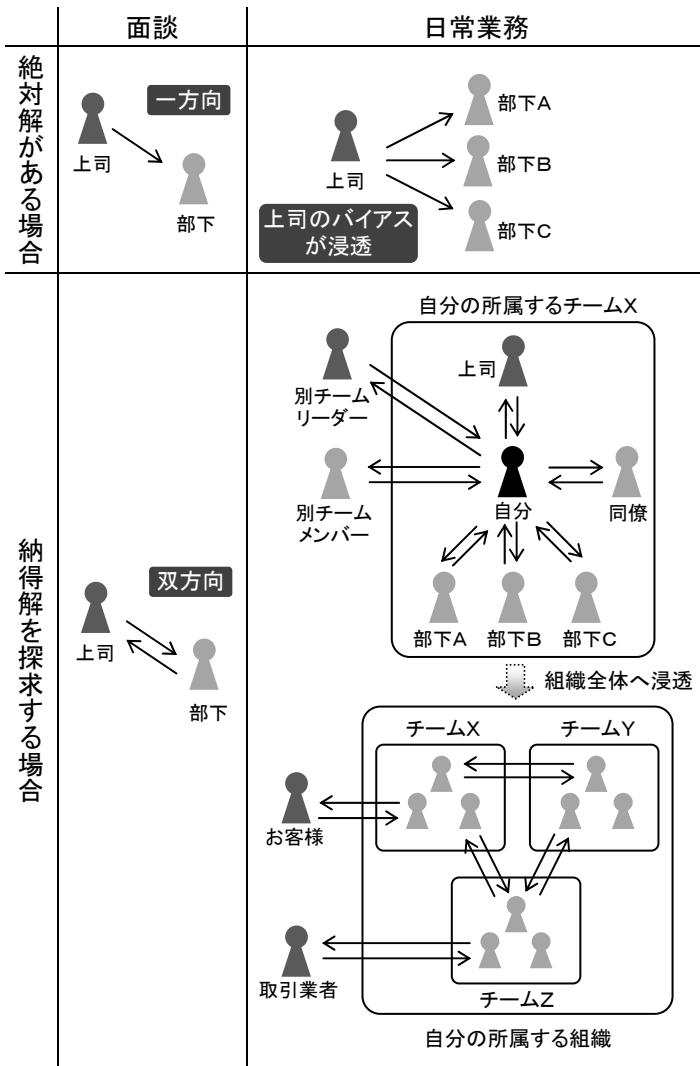 面談
日常業務
絶対解がある場合
一方向
上司
部下
上司
部下A
部下B
部下C
上司のバイアス
が浸透
納得解を探求する場合
双方向
上司
部下
自分の所属するチームX
上司
別チーム
リーダー
別チーム
メンバー
自分
同僚
部下A
部下B
部下C
組織全体へ浸透
チームX
チームY
お客様
取引業者
チームZ
自分の所属する組織